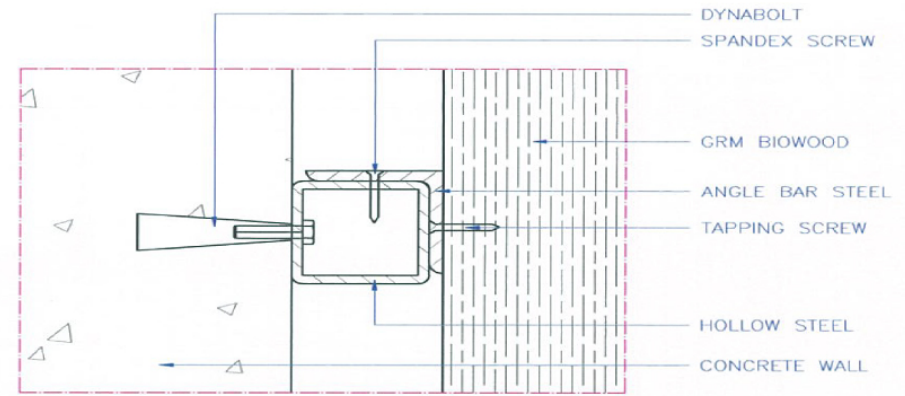 DYNABOLT
SPANDEX SCREW
GRM BIOWOOD
ANGLE BAR STEEL
TAPPING SCREW
HOLLOW STEEL
CONCRETE WALL